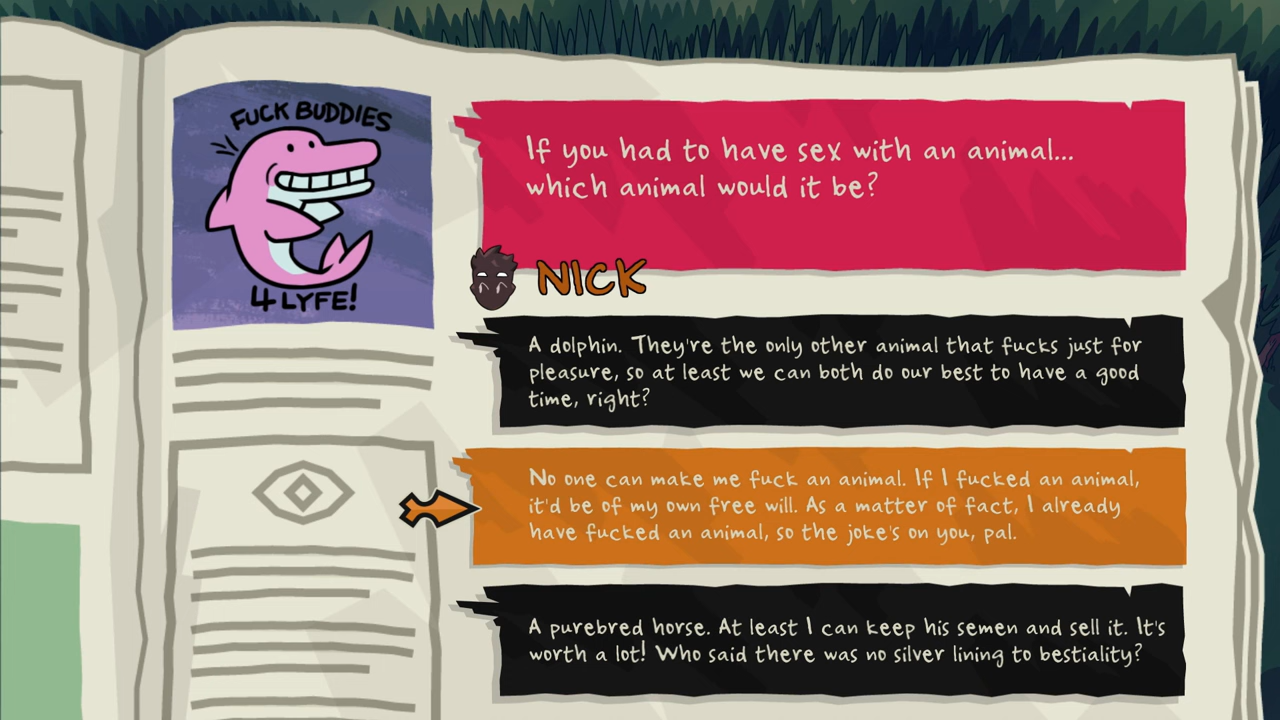 FUCK BUDDIES
4 LYFE!
If you had to have sex with an animal...
which animal would it be?
NICK
A dolphin. They're the only other animal that fucks just for
pleasure, so at least we can both do our best to have a good
time, right?
No one can make me fuck an animal. If I fucked an animal,
it'd be of my own free will. As a matter of fact, I already
have fucked an animal, so the joke's on you, pal.
A purebred horse. At least I can keep his semen and sell it. It's
worth a lot! Who said there was no silver lining to bestiality?